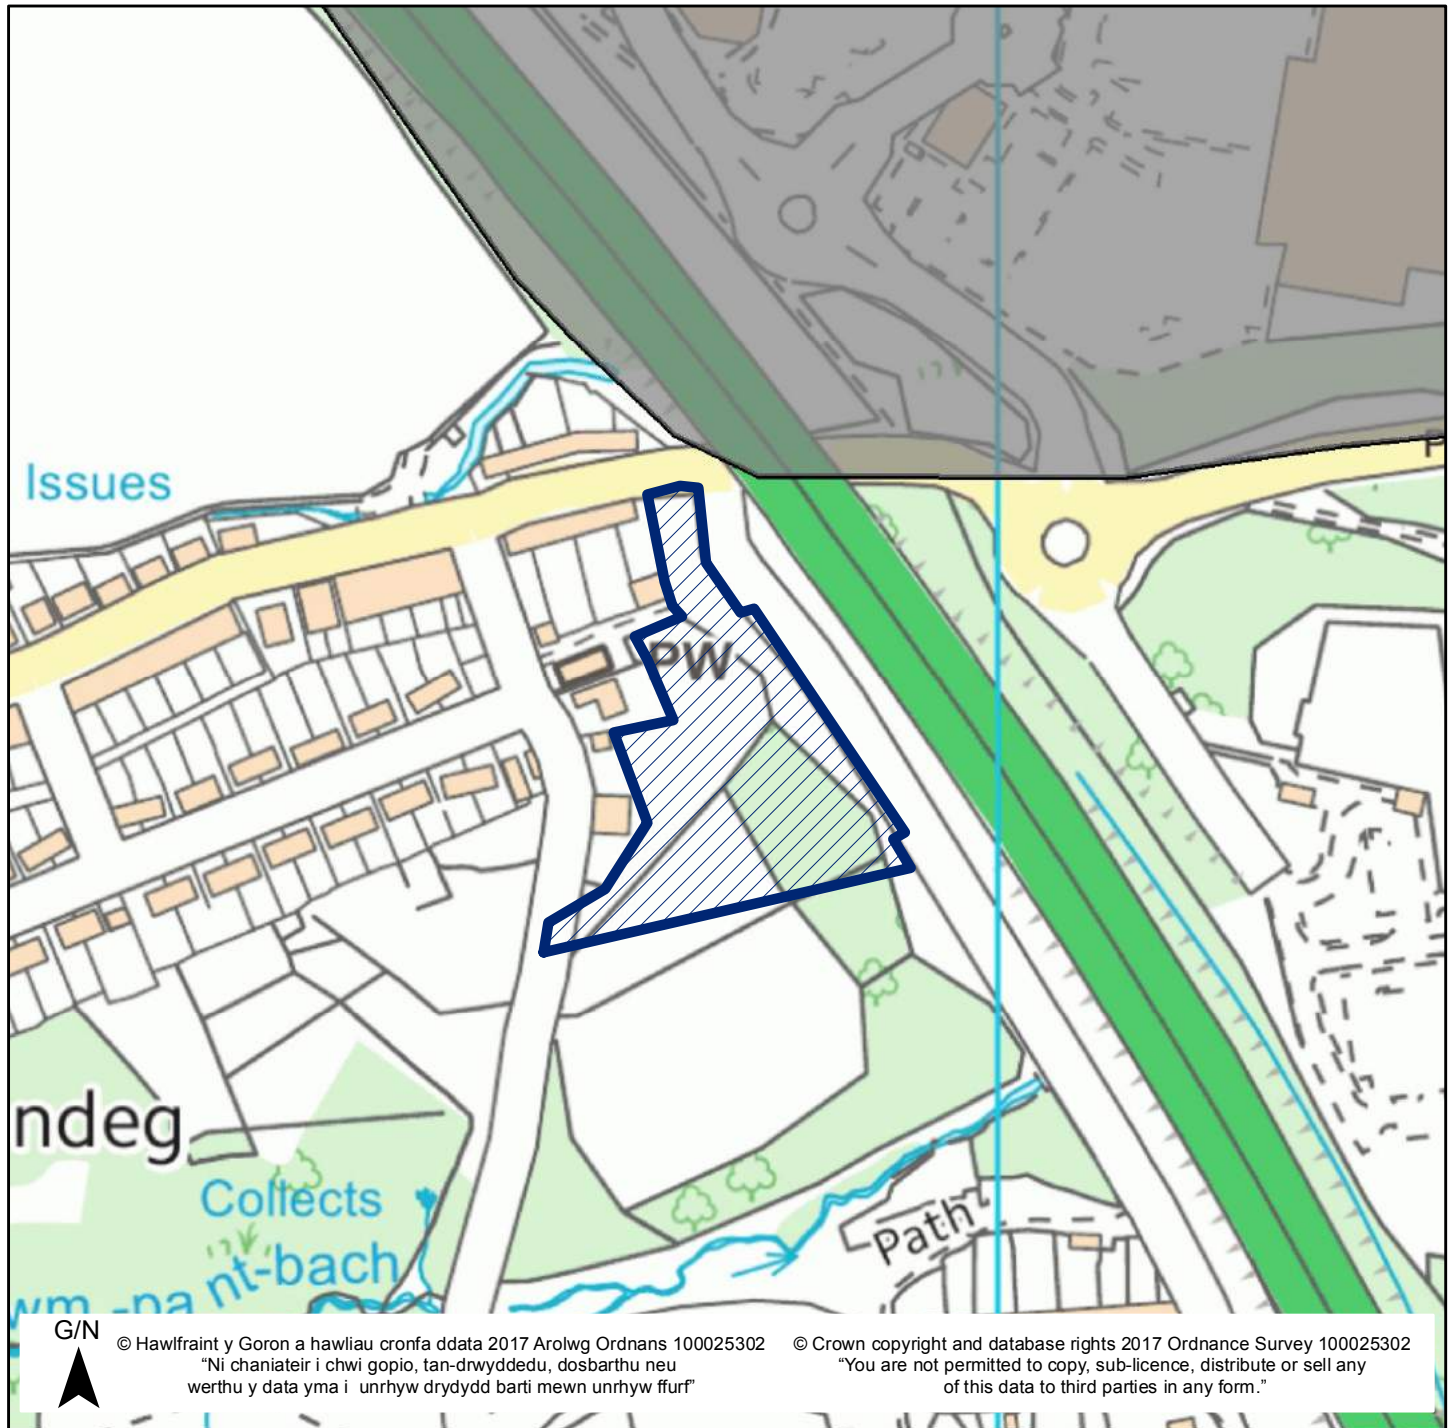 Issues
PW
ndeg
Collects
wm -pa nt-bach
Path
G/N
© Hawlfraint y Goron a hawliau cronfa ddata 2017 Arolwg Ordnans 100025302
“Ni chaniateir i chwi gopio, tan-drwyddedu, dosbarthu neu
werthu y data yma i unrhyw drydydd barti mewn unrhyw ffurf”
© Crown copyright and database rights 2017 Ordnance Survey 100025302
“You are not permitted to copy, sub-licence, distribute or sell any
of this data to third parties in any form.”